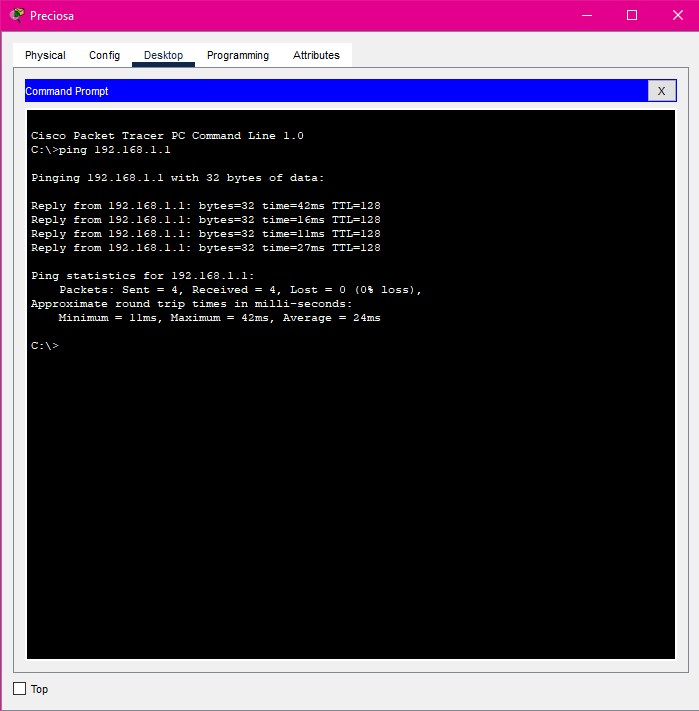 Preciosa
Physical Config Desktop Programming Attributes
Command Prompt X
Cisco Packet Tracer PC Command Line 1.0
C:\>ping 192.168.1.1
Pinging 192.168.1.1 with 32 bytes of data:
Reply from 192.168.1.1: bytes=32 time=42ms TTL=128
Reply from 192.168.1.1: bytes=32 time=16ms TTL=128
Reply from 192.168.1.1: bytes=32 time=11ms TTL=128
Reply from 192.168.1.1: bytes=32 time=27ms TTL=128
Ping statistics for 192.168.1.1:
Packets: Sent = 4, Received = 4, Lost = 0 (0% loss),
Approximate round trip times in milli-seconds:
Minimum = 11ms, Maximum = 42ms, Average = 24ms
C:\>
Top